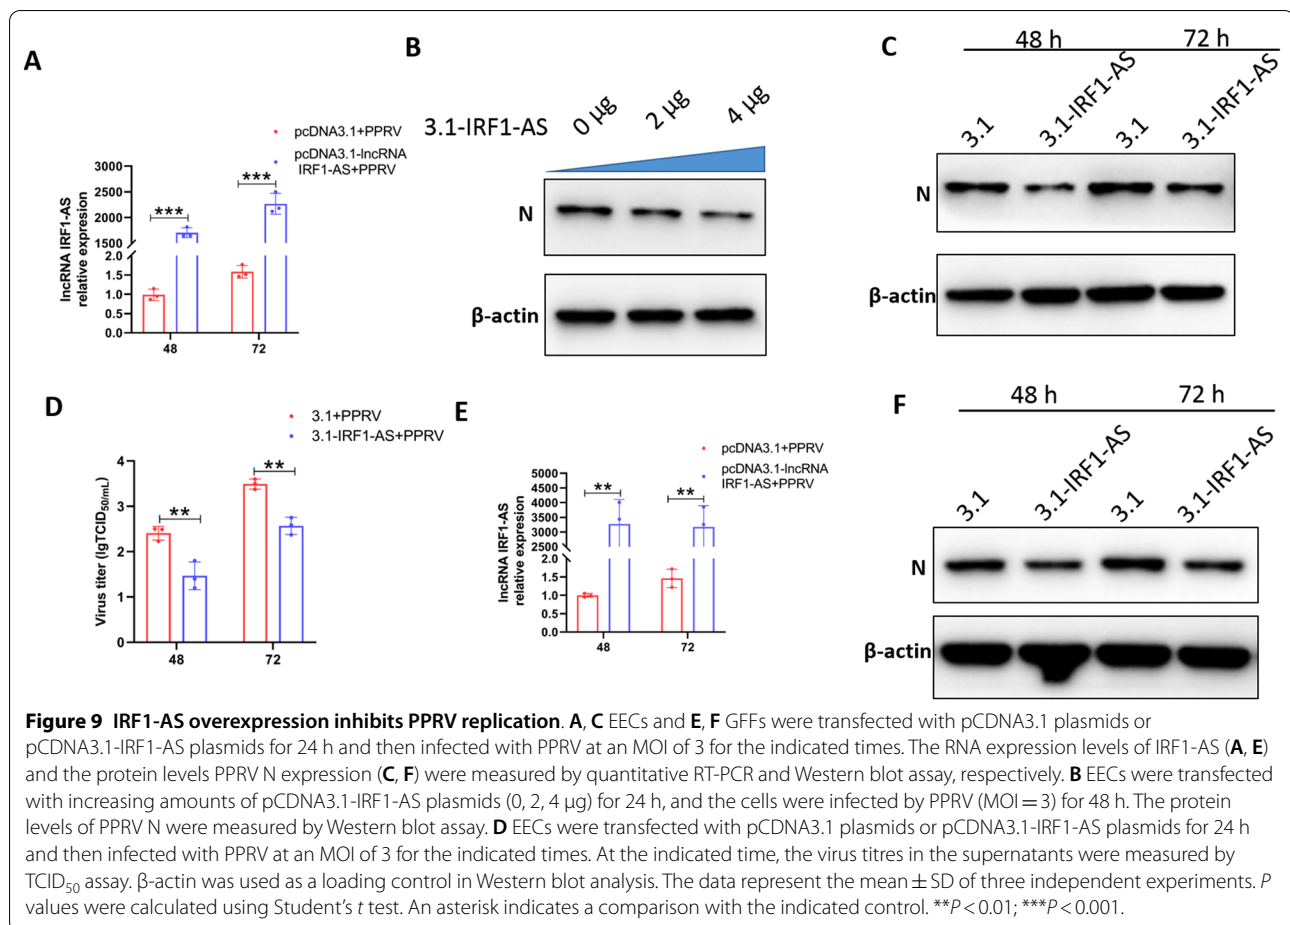 A
pcDNA3.1+PPRV
pcDNA3.1-lncRNA
IRF1-AS+PPRV
lncRNA IRF1-AS
relative expression
3000
2500
2000
1500
2.0
1.5
1.0
0.5
0.0
***
***
48
72
B
3.1-IRF1-AS
0 μg
2 μg
4 μg
N
β-actin
C
48 h
72 h
3.1
3.1-IRF1-AS
3.1
3.1-IRF1-AS
N
β-actin
D
3.1+PPRV
3.1-IRF1-AS+PPRV
Virus titer (lgTCID50/mL)
4
3
2
1
0
**
**
48
72
E
pcDNA3.1+PPRV
pcDNA3.1-lncRNA
IRF1-AS+PPRV
lncRNA IRF1-AS
relative expression
5000
4500
4000
3500
3000
2500
2.0
1.5
1.0
0.5
0.0
**
**
48
72
F
48 h
72 h
3.1
3.1-IRF1-AS
3.1
3.1-IRF1-AS
N
β-actin
Figure 9 IRF1-AS overexpression inhibits PPRV replication. A, C EECs and E, F GFFs were transfected with pCDNA3.1 plasmids or
pCDNA3.1-IRF1-AS plasmids for 24 h and then infected with PPRV at an MOI of 3 for the indicated times. The RNA expression levels of IRF1-AS (A, E)
and the protein levels PPRV N expression (C, F) were measured by quantitative RT-PCR and Western blot assay, respectively. B EECs were transfected
with increasing amounts of pCDNA3.1-IRF1-AS plasmids (0, 2, 4 μg) for 24 h, and the cells were infected by PPRV (MOI = 3) for 48 h. The protein
levels of PPRV N were measured by Western blot assay. D EECs were transfected with pCDNA3.1 plasmids or pCDNA3.1-IRF1-AS plasmids for 24 h
and then infected with PPRV at an MOI of 3 for the indicated times. At the indicated time, the virus titres in the supernatants were measured by
TCID50 assay. β-actin was used as a loading control in Western blot analysis. The data represent the mean ± SD of three independent experiments. P
values were calculated using Student's t test. An asterisk indicates a comparison with the indicated control. **P < 0.01; ***P < 0.001.